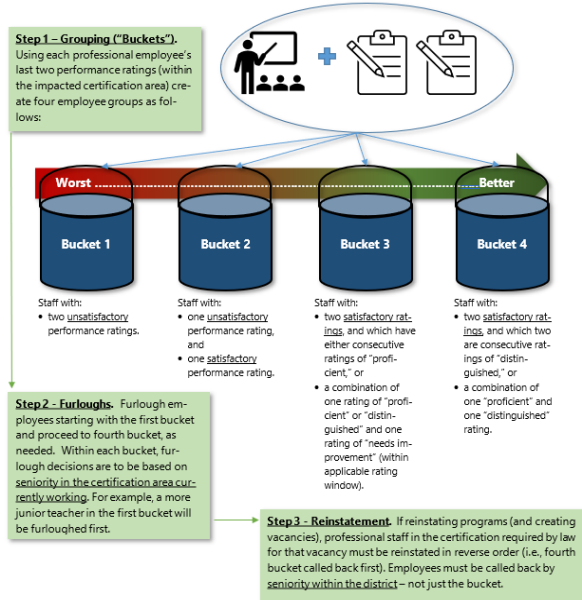 Step 1 – Grouping ("Buckets").
Using each professional employee's
last two performance ratings (within
the impacted certification area) cre-
ate four employee groups as fol-
lows:
Worst ........................................................................ Better
Bucket 1
Bucket 2
Bucket 3
Bucket 4
Staff with:
• two unsatisfactory
performance ratings.
Staff with:
• one unsatisfactory
performance rating,
and
• one satisfactory
performance rating.
Staff with:
• two satisfactory rat-
ings, and which have
either consecutive
ratings of "profi-
cient," or
• a combination of
one rating of "profi-
cient" or "distin-
guished" and one
rating of "needs im-
provement" (within
applicable rating
window).
Staff with:
• two satisfactory rat-
ings, and which two
are consecutive rat-
ings of "distin-
guished," or
• a combination of
one "proficient" and
one "distinguished"
rating.
Step 2 - Furloughs. Furlough em-
ployees starting with the first bucket
and proceed to fourth bucket, as
needed. Within each bucket, fur-
lough decisions are to be based on
seniority in the certification area cur-
rently working. For example, a more
junior teacher in the first bucket will
be furloughed first.
Step 3 - Reinstatement. If reinstating programs (and creating
vacancies), professional staff in the certification required by law
for that vacancy must be reinstated in reverse order (i.e., fourth
bucket called back first). Employees must be called back by
seniority within the district – not just the bucket.